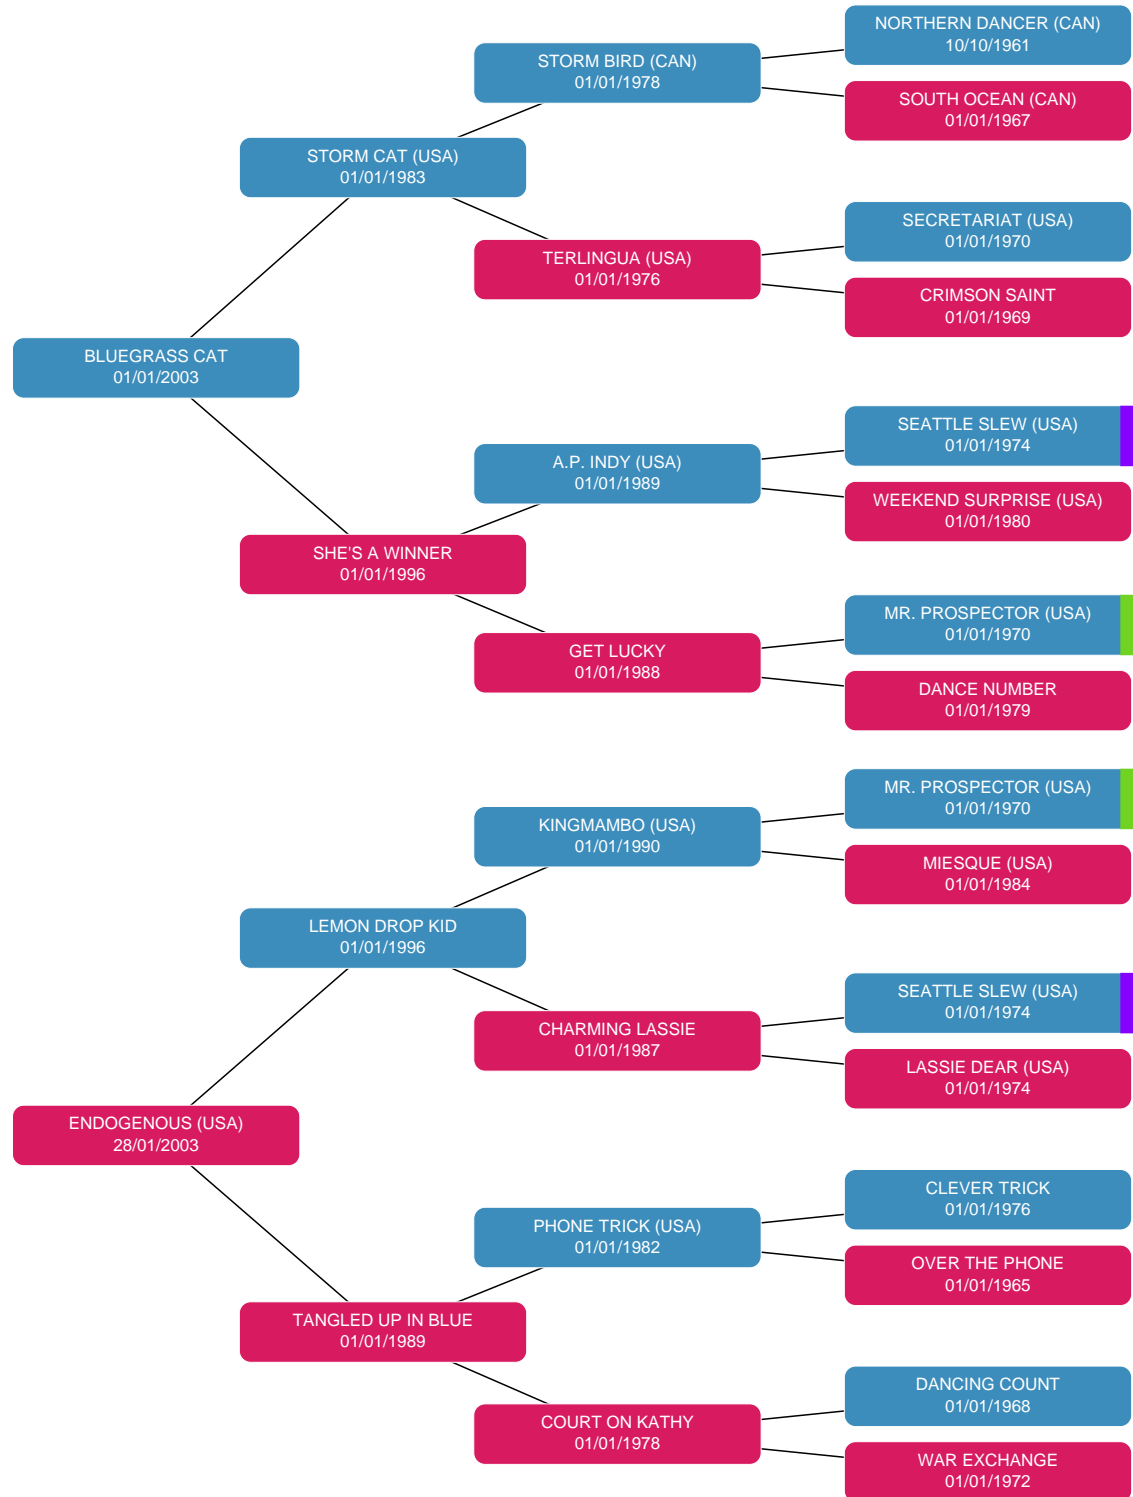 NORTHERN DANCER (CAN)
10/10/1961
STORM BIRD (CAN)
01/01/1978
SOUTH OCEAN (CAN)
01/01/1967
STORM CAT (USA)
01/01/1983
SECRETARIAT (USA)
01/01/1970
TERLINGUA (USA)
01/01/1976
CRIMSON SAINT
01/01/1969
BLUEGRASS CAT
01/01/2003
SEATTLE SLEW (USA)
01/01/1974
A.P. INDY (USA)
01/01/1989
WEEKEND SURPRISE (USA)
01/01/1980
SHE'S A WINNER
01/01/1996
MR. PROSPECTOR (USA)
01/01/1970
GET LUCKY
01/01/1988
DANCE NUMBER
01/01/1979
MR. PROSPECTOR (USA)
01/01/1970
KINGMAMBO (USA)
01/01/1990
MIESQUE (USA)
01/01/1984
LEMON DROP KID
01/01/1996
SEATTLE SLEW (USA)
01/01/1974
CHARMING LASSIE
01/01/1987
LASSIE DEAR (USA)
01/01/1974
ENDOGENOUS (USA)
28/01/2003
CLEVER TRICK
01/01/1976
PHONE TRICK (USA)
01/01/1982
OVER THE PHONE
01/01/1965
TANGLED UP IN BLUE
01/01/1989
DANCING COUNT
01/01/1968
COURT ON KATHY
01/01/1978
WAR EXCHANGE
01/01/1972